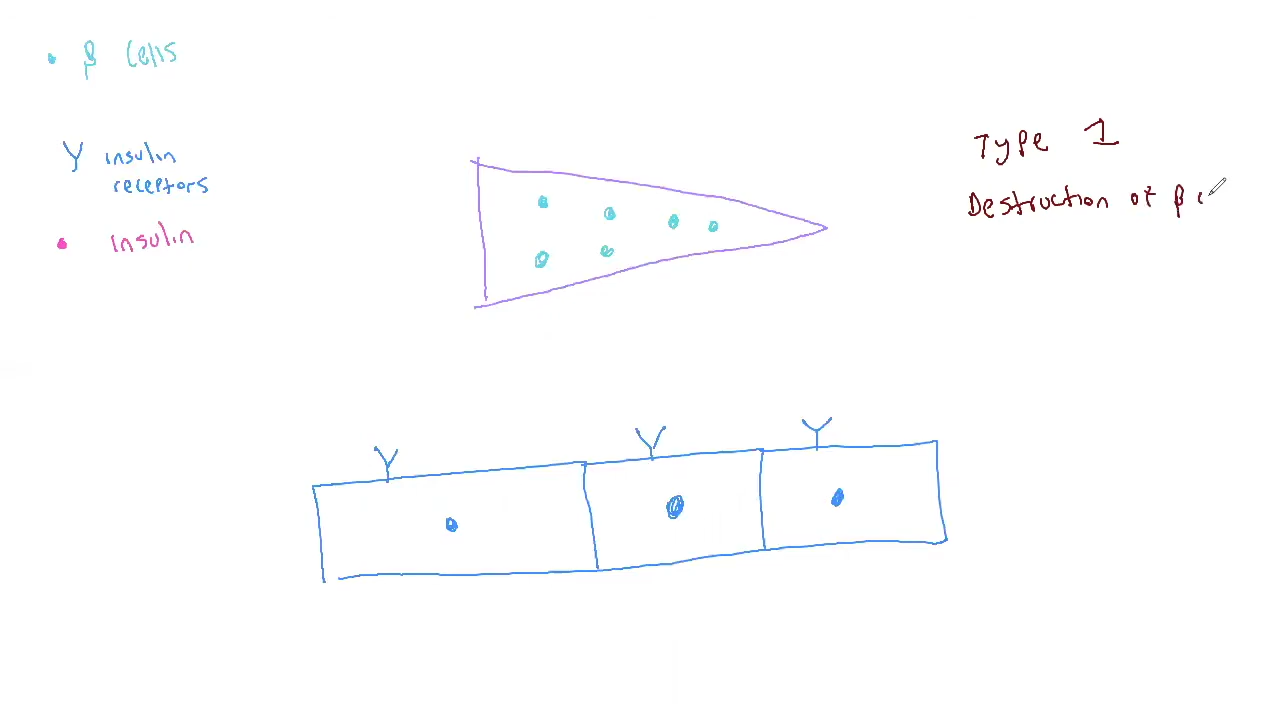 β cells
Y insulin
receptors
insulin
Type 1
Destruction of β c